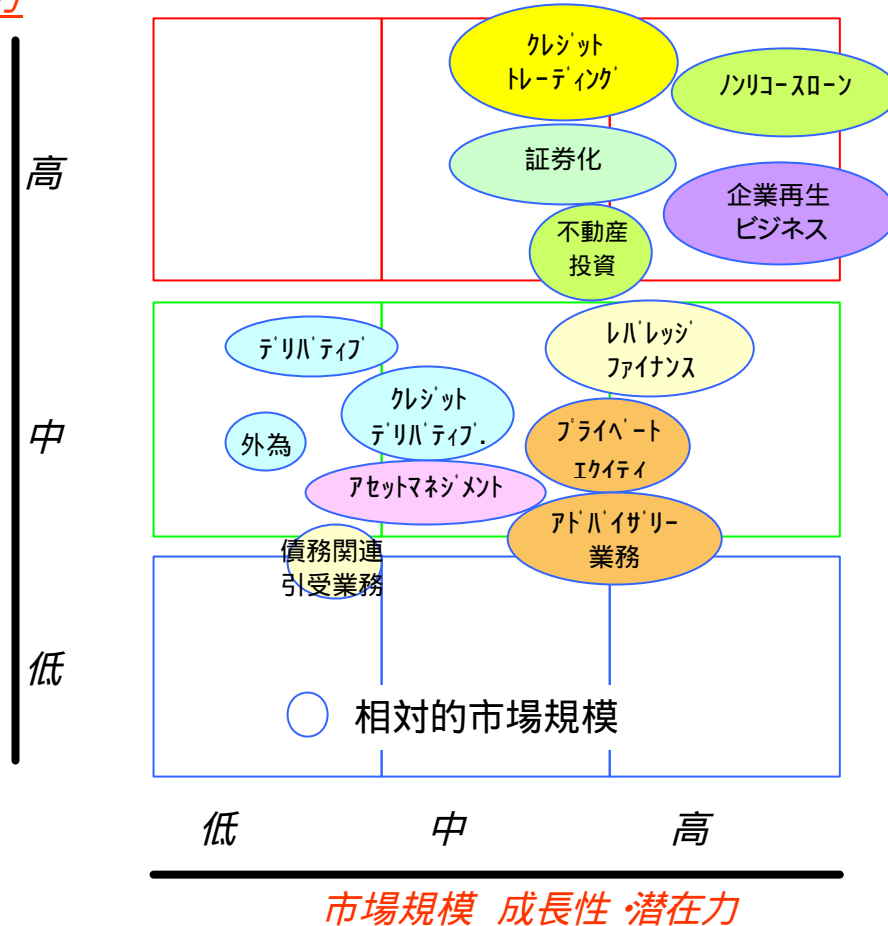 力
クレジット
トレーディング
ノンリコースローン
高
証券化
企業再生
ビジネス
不動産
投資
デリバティブ
レバレッジ
ファイナンス
クレジット
デリバティブ.
中
外為
プライベート
エクイティ
アセットマネジメント
アドバイザリー
業務
債務関連
引受業務
低
相対的市場規模
低 中 高
市場規模 成長性・潜在力